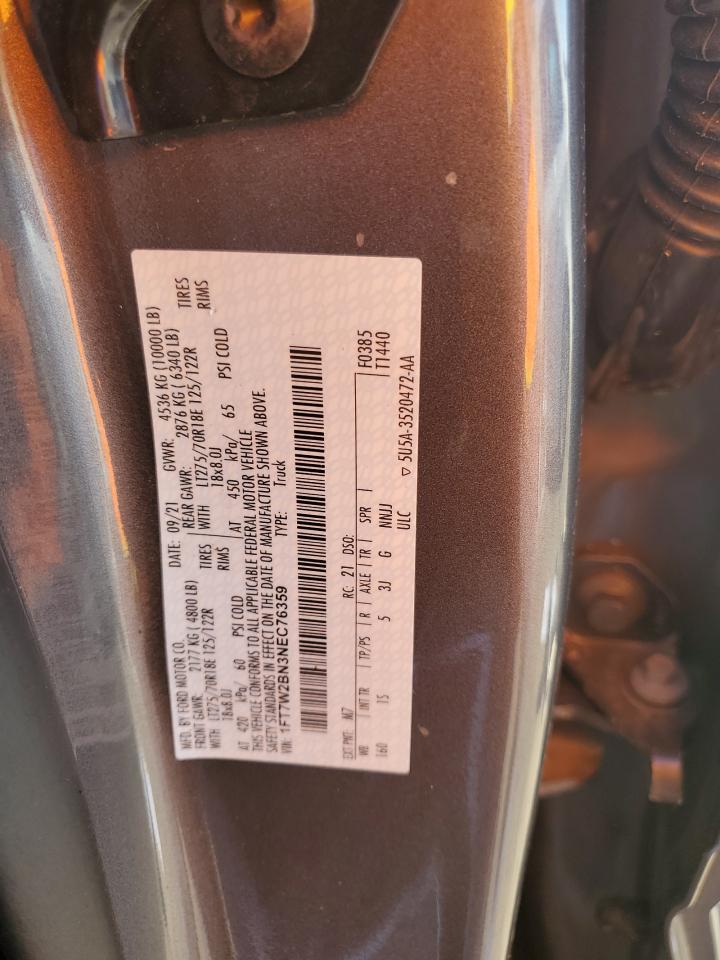 MFD. BY FORD MOTOR CO. DATE: 09/21 GVWR: 4536 KG (10000 LB)
FRONT GAWR: 2177 KG ( 4800 LB) REAR GAWR: 2876 KG ( 6340 LB)
WITH LT275/70R18E 125/122R TIRES WITH LT275/70R18E 125/122R TIRES
18x8.0J RIMS 18x8.0J RIMS
AT 420 kPa/ 60 PSI COLD AT 450 kPa/ 65 PSI COLD
THIS VEHICLE CONFORMS TO ALL APPLICABLE FEDERAL MOTOR VEHICLE
SAFETY STANDARDS IN EFFECT ON THE DATE OF MANUFACTURE SHOWN ABOVE.
VIN: 1FT7W2BN3NEC76359 TYPE: Truck
EXT PNT: M7 RC: 21 DSO: F0385
WB INT TR TP/PS R AXLE TR SPR T1440
160 IS 5 3J G NNJJ
ULC 5U5A-3520472-AA